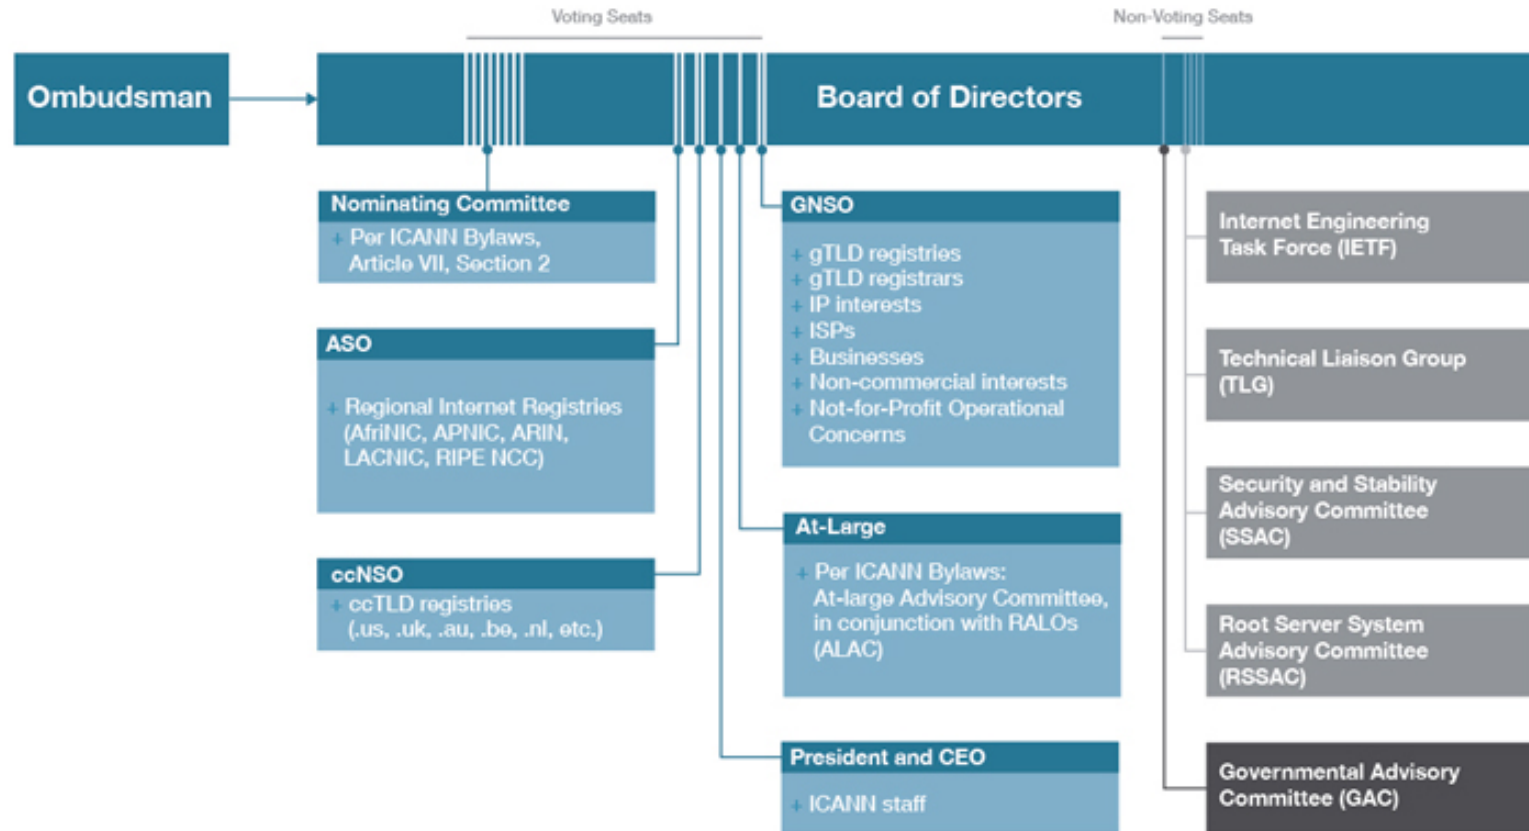 Voting Seats
Non-Voting Seats
Ombudsman
Board of Directors
Nominating Committee
+ Per ICANN Bylaws,
Article VII, Section 2
ASO
+ Regional Internet Registries
(AfriNIC, APNIC, ARIN,
LACNIC, RIPE NCC)
ccNSO
+ ccTLD registries
(.us, .uk, .au, .be, .nl, etc.)
GNSO
+ gTLD registries
+ gTLD registrars
+ IP interests
+ ISPs
+ Businesses
+ Non-commercial interests
+ Not-for-Profit Operational
Concerns
At-Large
+ Per ICANN Bylaws:
At-large Advisory Committee,
in conjunction with RALOs
(ALAC)
President and CEO
+ ICANN staff
Internet Engineering
Task Force (IETF)
Technical Liaison Group
(TLG)
Security and Stability
Advisory Committee
(SSAC)
Root Server System
Advisory Committee
(RSSAC)
Governmental Advisory
Committee (GAC)